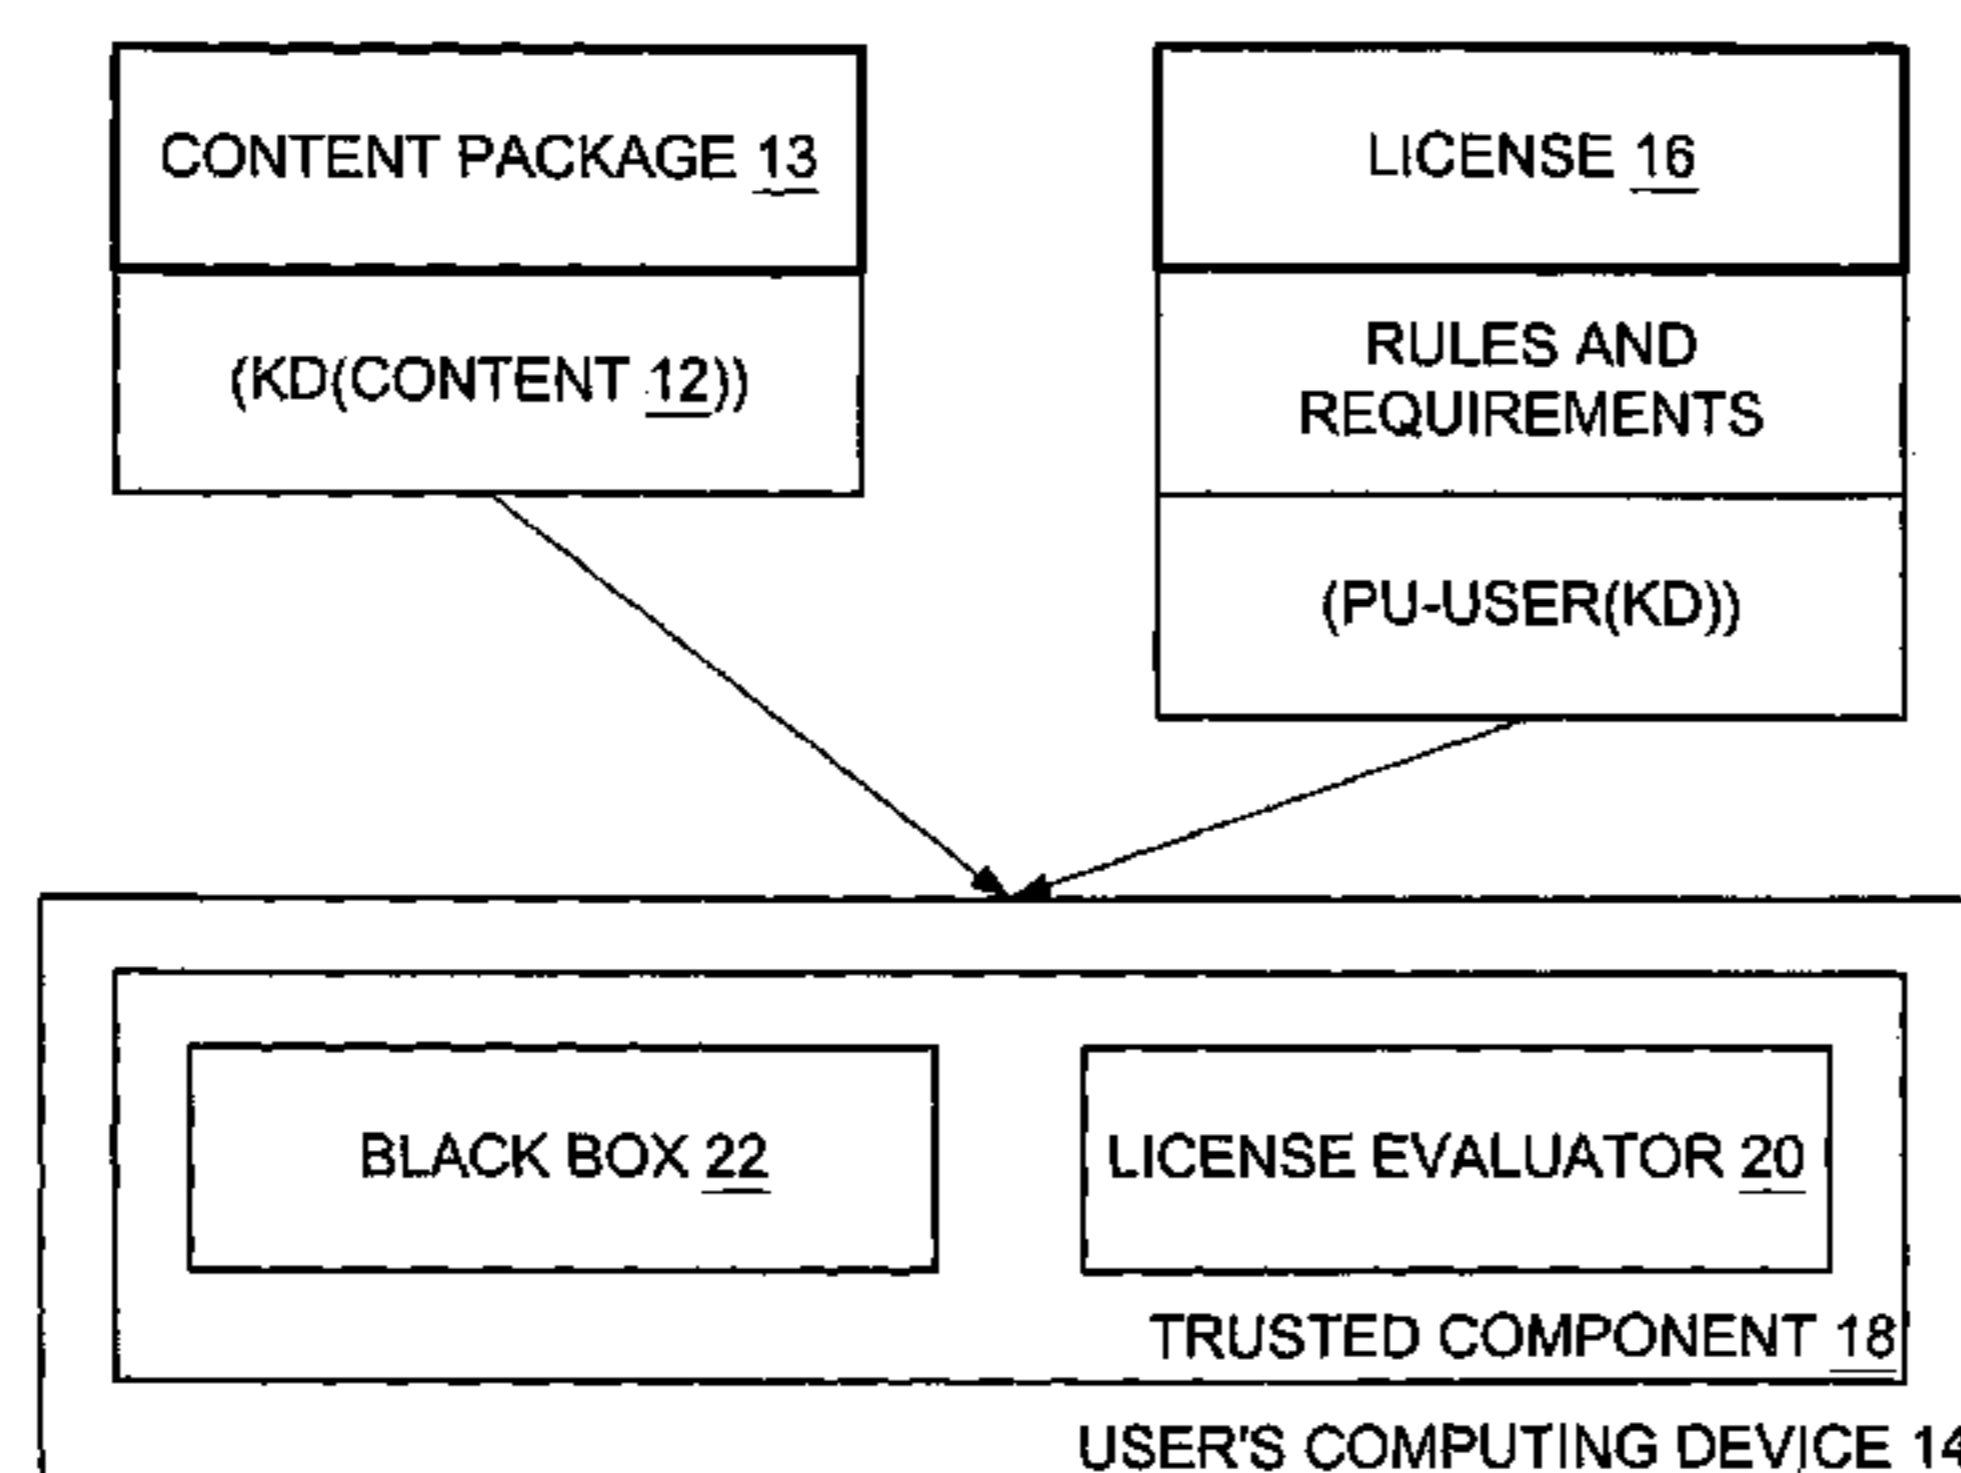 CONTENT PACKAGE 13
(KD(CONTENT 12))
LICENSE 16
RULES AND
REQUIREMENTS
(PU-USER(KD))
BLACK BOX 22
LICENSE EVALUATOR 20
TRUSTED COMPONENT 18
USER'S COMPUTING DEVICE 14